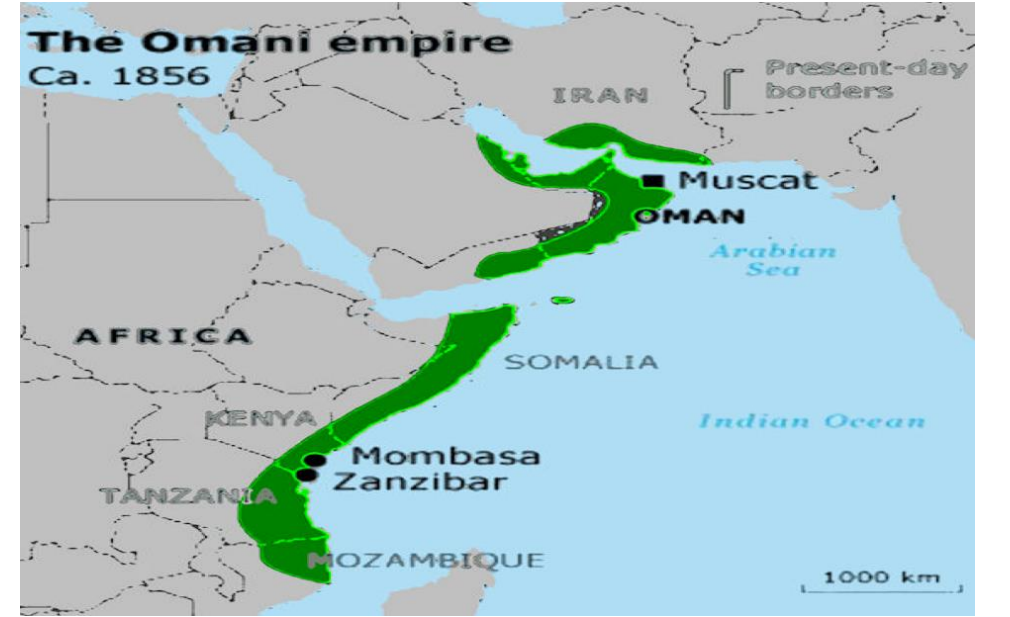 The Omani empire
Ca. 1856
Present-day
borders
IRAN
Muscat
OMAN
Arabian
Sea
AFRICA
SOMALIA
KENYA
Indian Ocean
Mombasa
Zanzibar
TANZANIA
MOZAMBIQUE
1000 km